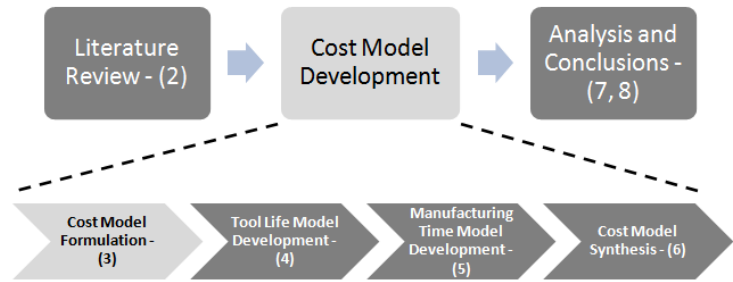 Literature
Review - (2)
Cost Model
Development
Analysis and
Conclusions -
(7, 8)
Cost Model
Formulation -
(3)
Tool Life Model
Development -
(4)
Manufacturing
Time Model
Development -
(5)
Cost Model
Synthesis - (6)